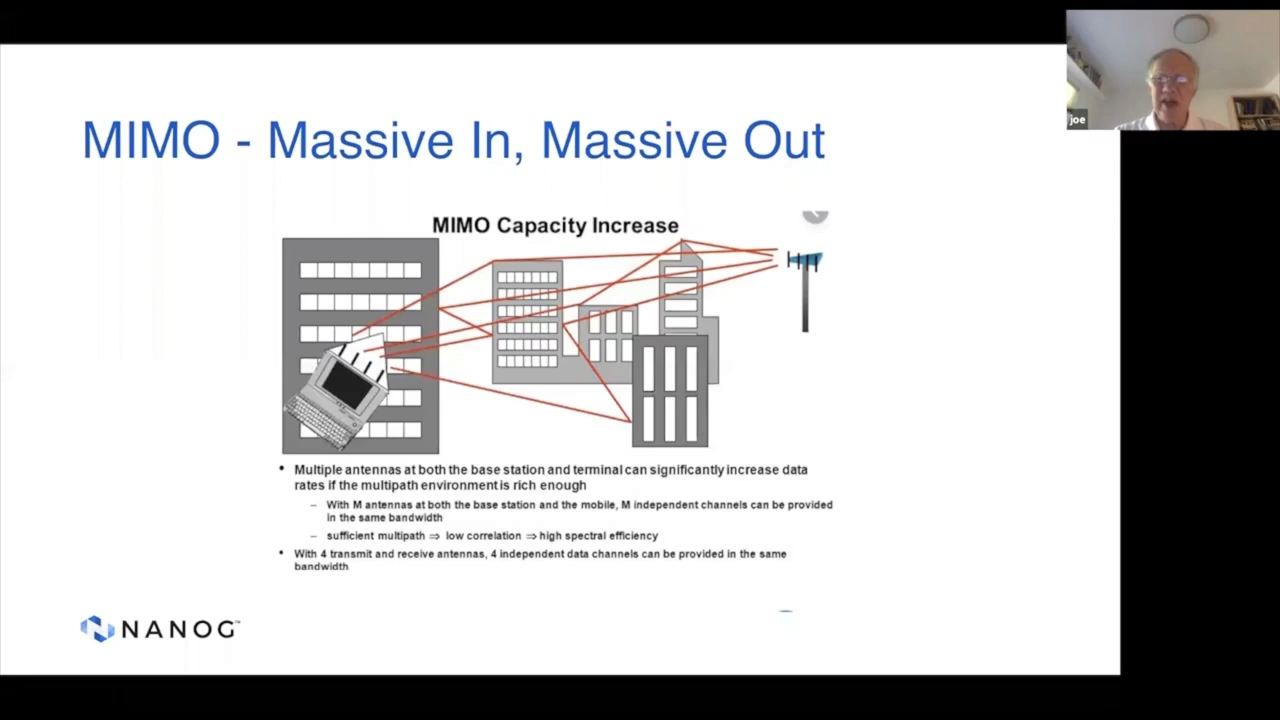 MIMO - Massive In, Massive Out
MIMO Capacity Increase
• Multiple antennas at both the base station and terminal can significantly increase data
rates if the multipath environment is rich enough
– With M antennas at both the base station and the mobile, M independent channels can be provided
in the same bandwidth
– sufficient multipath ⇒ low correlation ⇒ high spectral efficiency
• With 4 transmit and receive antennas, 4 independent data channels can be provided in the same
bandwidth
NANOG™
joe